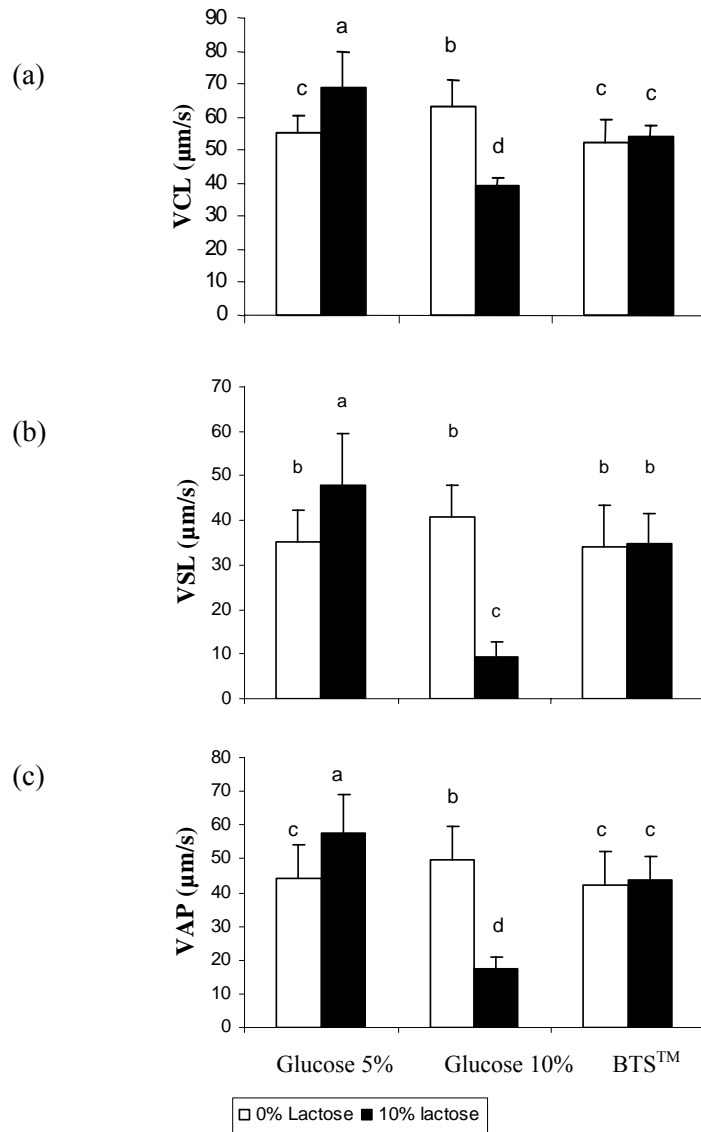 (a)
VCL (µm/s)
90
80
70
60
50
40
30
20
10
0
c a b d c c
(b)
VSL (µm/s)
70
60
50
40
30
20
10
0
b a b c b b
(c)
VAP (µm/s)
80
70
60
50
40
30
20
10
0
c a b d c c
Glucose 5% Glucose 10% BTS™
0% Lactose 10% lactose